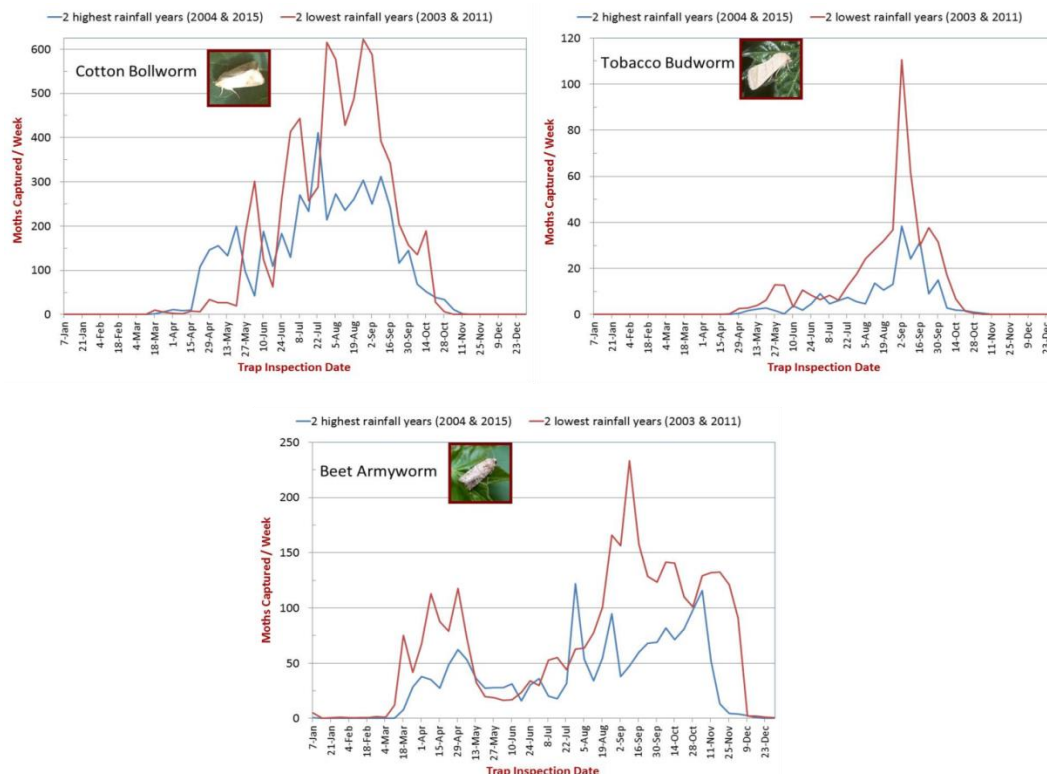 2 highest rainfall years (2004 & 2015) 2 lowest rainfall years (2003 & 2011)
Cotton Bollworm
Moths Captured / Week
600
500
400
300
200
100
0
7-Jan 21-Jan 4-Feb 18-Feb 4-Mar 18-Mar 1-Apr 15-Apr 29-Apr 13-May 27-May 10-Jun 24-Jun 8-Jul 22-Jul 5-Aug 19-Aug 2-Sep 16-Sep 30-Sep 14-Oct 28-Oct 11-Nov 25-Nov 9-Dec 23-Dec
Trap Inspection Date
2 highest rainfall years (2004 & 2015) 2 lowest rainfall years (2003 & 2011)
Tobacco Budworm
Moths Captured / Week
120
100
80
60
40
20
0
7-Jan 21-Jan 4-Feb 18-Feb 4-Mar 18-Mar 1-Apr 15-Apr 29-Apr 13-May 27-May 10-Jun 24-Jun 8-Jul 22-Jul 5-Aug 19-Aug 2-Sep 16-Sep 30-Sep 14-Oct 28-Oct 11-Nov 25-Nov 9-Dec 23-Dec
Trap Inspection Date
2 highest rainfall years (2004 & 2015) 2 lowest rainfall years (2003 & 2011)
Beet Armyworm
Moths Captured / Week
250
200
150
100
50
0
7-Jan 21-Jan 4-Feb 18-Feb 4-Mar 18-Mar 1-Apr 15-Apr 29-Apr 13-May 27-May 10-Jun 24-Jun 8-Jul 22-Jul 5-Aug 19-Aug 2-Sep 16-Sep 30-Sep 14-Oct 28-Oct 11-Nov 25-Nov 9-Dec 23-Dec
Trap Inspection Date